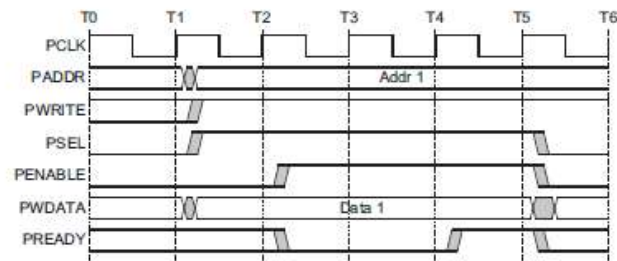 T0 T1 T2 T3 T4 T5 T6
PCLK
PADDR Addr 1
PWRITE
PSEL
PENABLE
PWDATA Data 1
PREADY